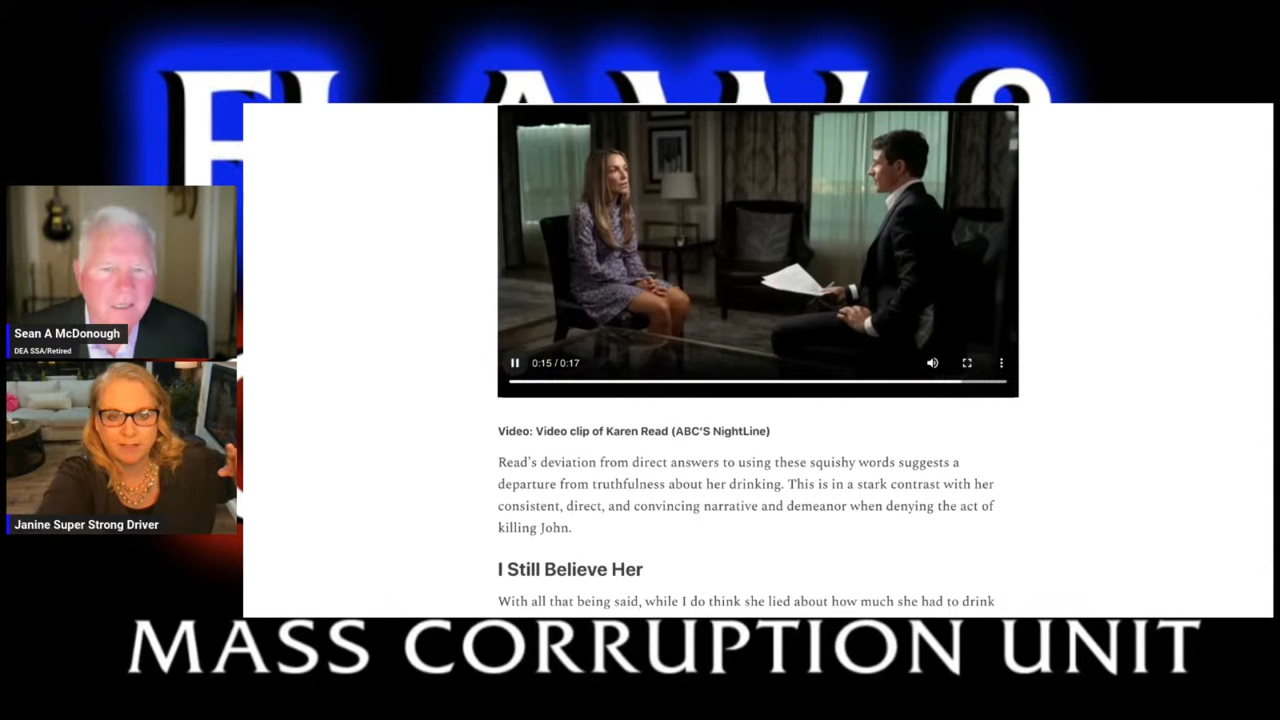 Sean A McDonough
DEA SSA/Retired
Janine Super Strong Driver
0:15 / 0:17
Video: Video clip of Karen Read (ABC'S NightLine)
Read's deviation from direct answers to using these squishy words suggests a
departure from truthfulness about her drinking. This is in a stark contrast with her
consistent, direct, and convincing narrative and demeanor when denying the act of
killing John.
I Still Believe Her
With all that being said, while I do think she lied about how much she had to drink
MASS CORRUPTION UNIT